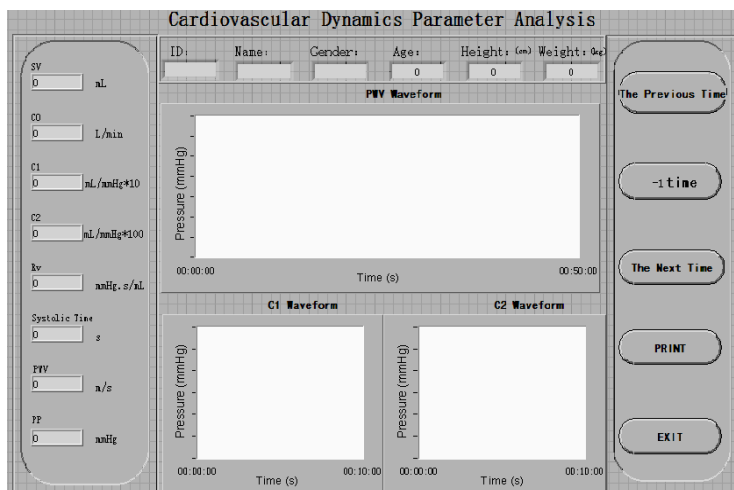 Cardiovascular Dynamics Parameter Analysis
ID: Name: Gender: Age: Height: (cm) Weight: (kg)
0 0 0
SV
0 mL
CO
0 L/min
C1
0 mL/mmHg*10
C2
0 mL/mmHg*100
Rv
0 mmHg.s/mL
Systolic Time
0 s
PWV
0 m/s
PP
0 mmHg
PWV Waveform
Pressure (mmHg)
00:00:00 Time (s) 00:50:00
C1 Waveform
Pressure (mmHg)
00:00:00 Time (s) 00:10:00
C2 Waveform
Pressure (mmHg)
00:00:00 Time (s) 00:10:00
The Previous Time
-1time
The Next Time
PRINT
EXIT